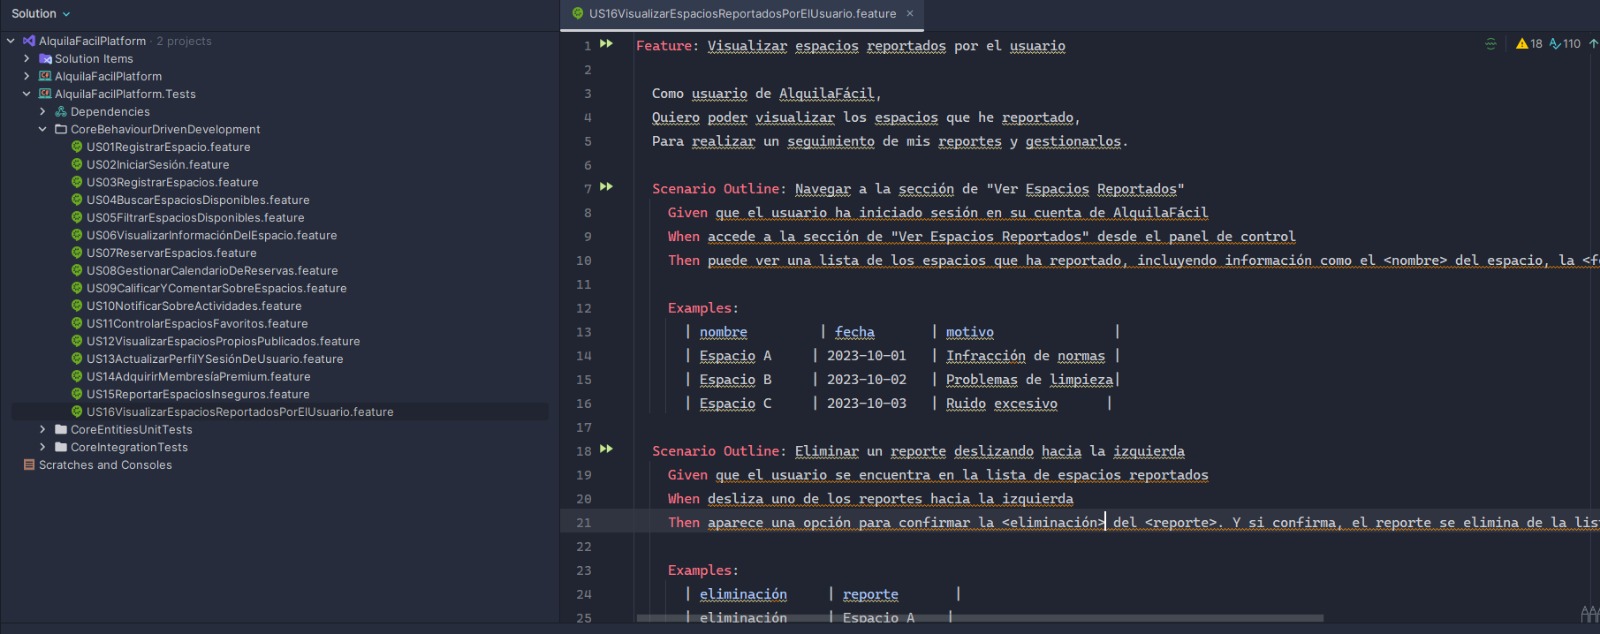 Solution
AlquilaFacilPlatform · 2 projects
Solution Items
AlquilaFacilPlatform
AlquilaFacilPlatform.Tests
Dependencies
CoreBehaviourDrivenDevelopment
US01RegistrarEspacio.feature
US02IniciarSesión.feature
US03RegistrarEspacios.feature
US04BuscarEspaciosDisponibles.feature
US05FiltrarEspaciosDisponibles.feature
US06VisualizarInformaciónDelEspacio.feature
US07ReservarEspacios.feature
US08GestionarCalendarioDeReservas.feature
US09CalificarYComentarSobreEspacios.feature
US10NotificarSobreActividades.feature
US11ControlarEspaciosFavoritos.feature
US12VisualizarEspaciosPropiosPublicados.feature
US13ActualizarPerfilYSesiónDeUsuario.feature
US14AdquirirMembresíaPremium.feature
US15ReportarEspaciosInseguros.feature
US16VisualizarEspaciosReportadosPorElUsuario.feature
CoreEntitiesUnitTests
CoreIntegrationTests
Scratches and Consoles
US16VisualizarEspaciosReportadosPorElUsuario.feature ×
18 110
1 Feature: Visualizar espacios reportados por el usuario
2
3 Como usuario de AlquilaFácil,
4 Quiero poder visualizar los espacios que he reportado,
5 Para realizar un seguimiento de mis reportes y gestionarlos.
6
7 Scenario Outline: Navegar a la sección de "Ver Espacios Reportados"
8 Given que el usuario ha iniciado sesión en su cuenta de AlquilaFácil
9 When accede a la sección de "Ver Espacios Reportados" desde el panel de control
10 Then puede ver una lista de los espacios que ha reportado, incluyendo información como el <nombre> del espacio, la <f
11
12 Examples:
13 | nombre | fecha | motivo |
14 | Espacio A | 2023-10-01 | Infracción de normas |
15 | Espacio B | 2023-10-02 | Problemas de limpieza|
16 | Espacio C | 2023-10-03 | Ruido excesivo |
17
18 Scenario Outline: Eliminar un reporte deslizando hacia la izquierda
19 Given que el usuario se encuentra en la lista de espacios reportados
20 When desliza uno de los reportes hacia la izquierda
21 Then aparece una opción para confirmar la <eliminación> del <reporte>. Y si confirma, el reporte se elimina de la lis
22
23 Examples:
24 | eliminación | reporte |
25 | eliminación | Espacio A |